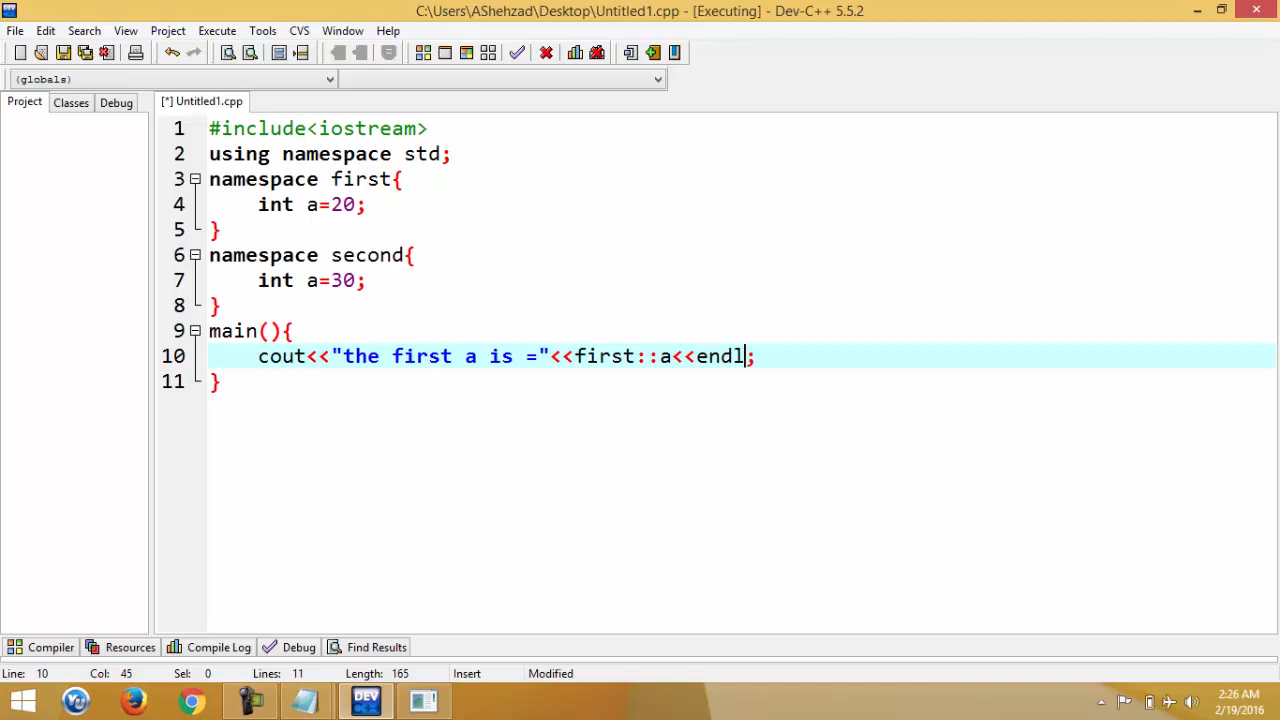 C:\Users\AShehzad\Desktop\Untitled1.cpp - [Executing] - Dev-C++ 5.5.2
File Edit Search View Project Execute Tools CVS Window Help
(globals)
Project Classes Debug [*] Untitled1.cpp
1 #include<iostream>
2 using namespace std;
3 namespace first{
4 int a=20;
5 }
6 namespace second{
7 int a=30;
8 }
9 main(){
10 cout<<"the first a is ="<<first::a<<endl;
11 }
Compiler Resources Compile Log Debug Find Results
Line: 10 Col: 45 Sel: 0 Lines: 11 Length: 165 Insert Modified
DEV
2:26 AM
2/19/2016